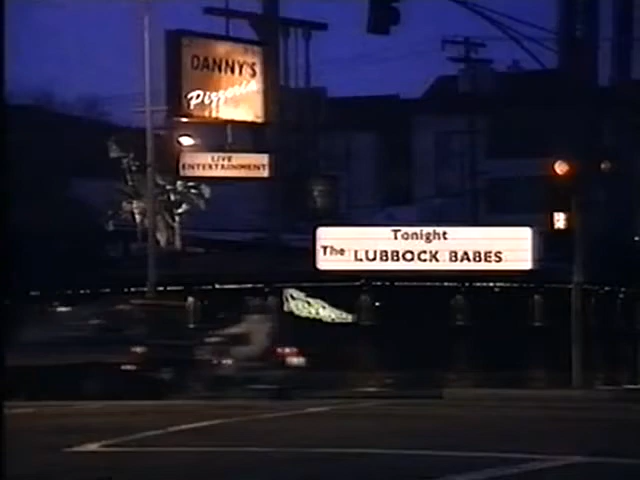 DANNY'S
Pizzeria
LIVE
ENTERTAINMENT
Tonight
The LUBBOCK BABES